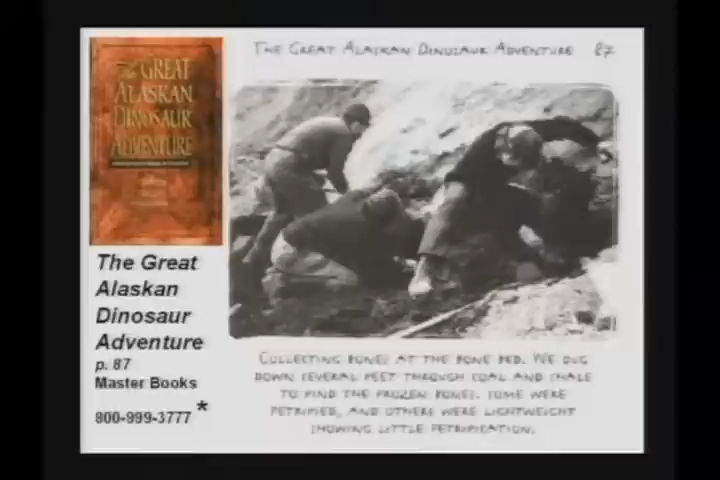 The GREAT
ALASKAN
DINOSAUR
ADVENTURE
THE GREAT ALASKAN DINOSAUR ADVENTURE 87
The Great
Alaskan
Dinosaur
Adventure
p. 87
Master Books
800-999-3777 *
COLLECTING BONES AT THE BONE BED. WE DUG
DOWN SEVERAL FEET THROUGH COAL AND SHALE
TO FIND THE FROZEN BONES. SOME WERE
PETRIFIED, AND OTHERS WERE LIGHTWEIGHT
SHOWING LITTLE PETRIFICATION.